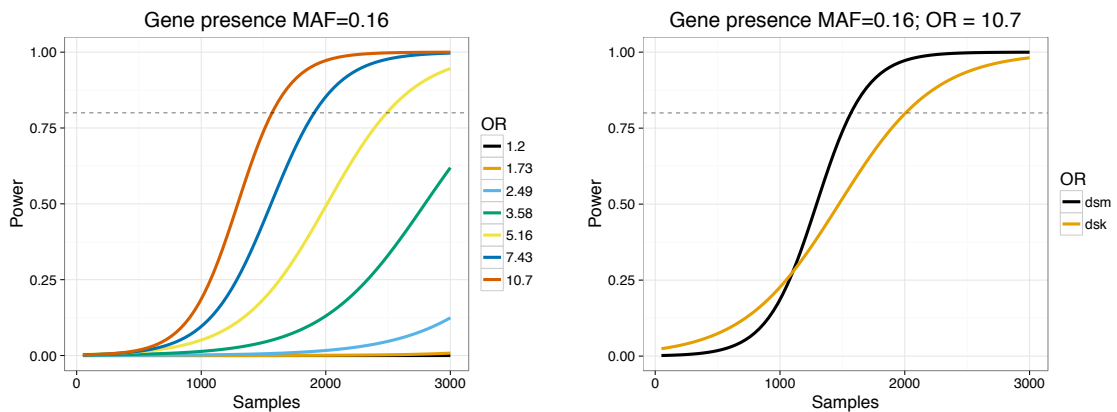 Gene presence MAF=0.16
1.00
0.75
0.50
0.25
0.00
Power
0
1000
2000
3000
Samples
OR
1.2
1.73
2.49
3.58
5.16
7.43
10.7
Gene presence MAF=0.16; OR = 10.7
1.00
0.75
0.50
0.25
0.00
Power
0
1000
2000
3000
Samples
OR
dsm
dsk